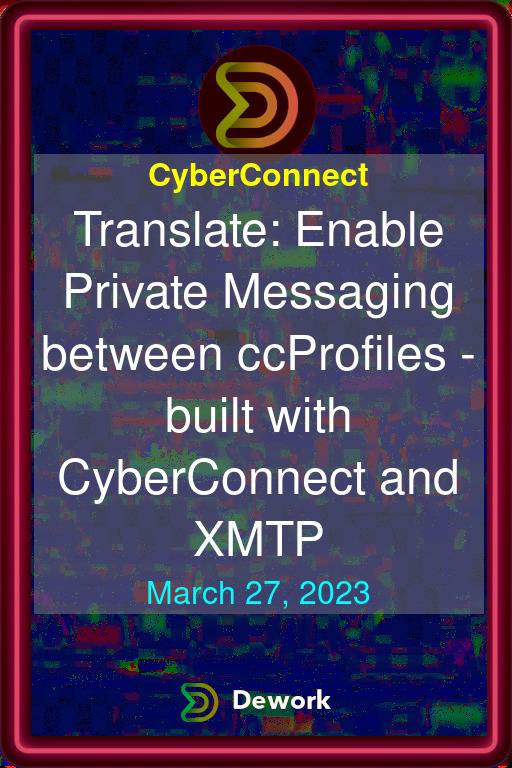 CyberConnect
Translate: Enable
Private Messaging
between ccProfiles -
built with
CyberConnect and
XMTP
March 27, 2023
Dework